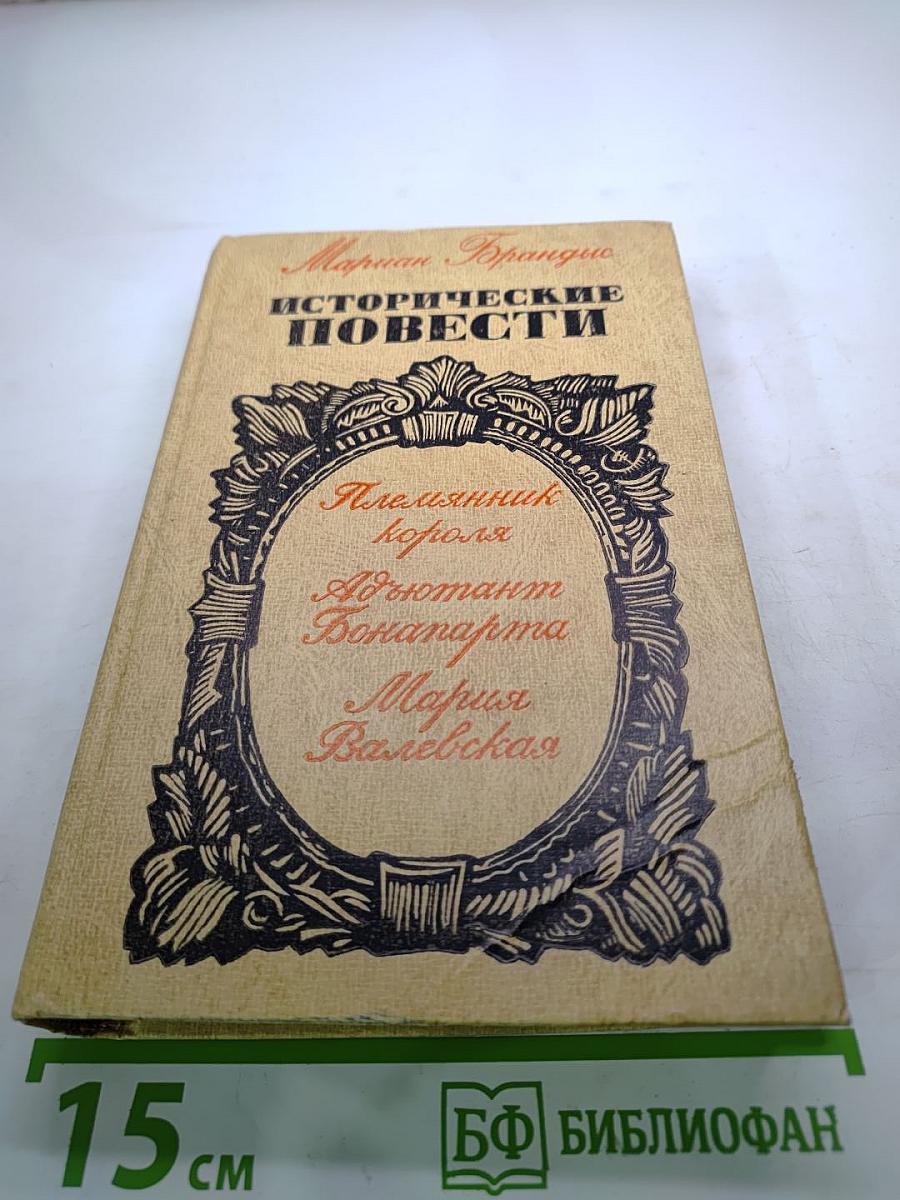 Мариан Брандыс
ИСТОРИЧЕСКИЕ
ПОВЕСТИ
Племянник
короля
Адъютант
Бонапарта
Мария
Валевская
15 см
БФ БИБЛИОФАН